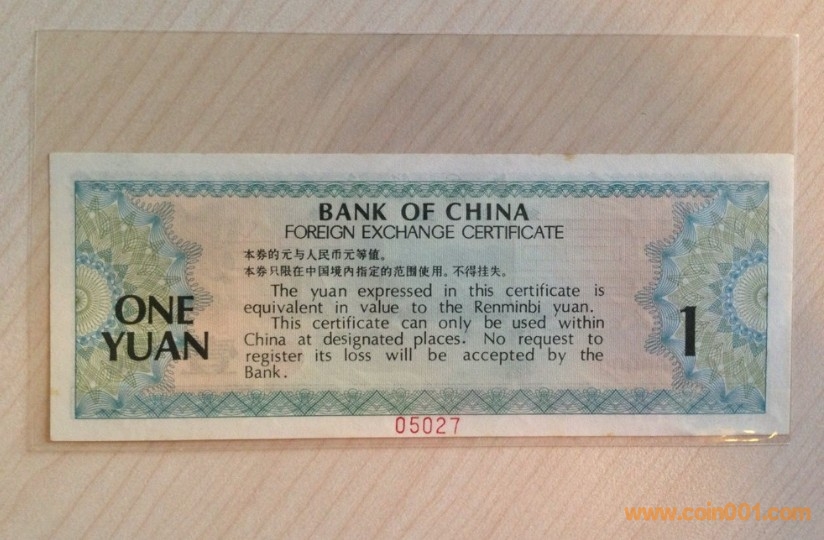 BANK OF CHINA
FOREIGN EXCHANGE CERTIFICATE
本券的元与人民币元等值。
本券只限在中国境内指定的范围使用。不得挂失。
The yuan expressed in this certificate is
equivalent in value to the Renminbi yuan.
This certificate can only be used within
China at designated places. No request to
register its loss will be accepted by the
Bank.
ONE
YUAN
1
05027
www.coin001.com